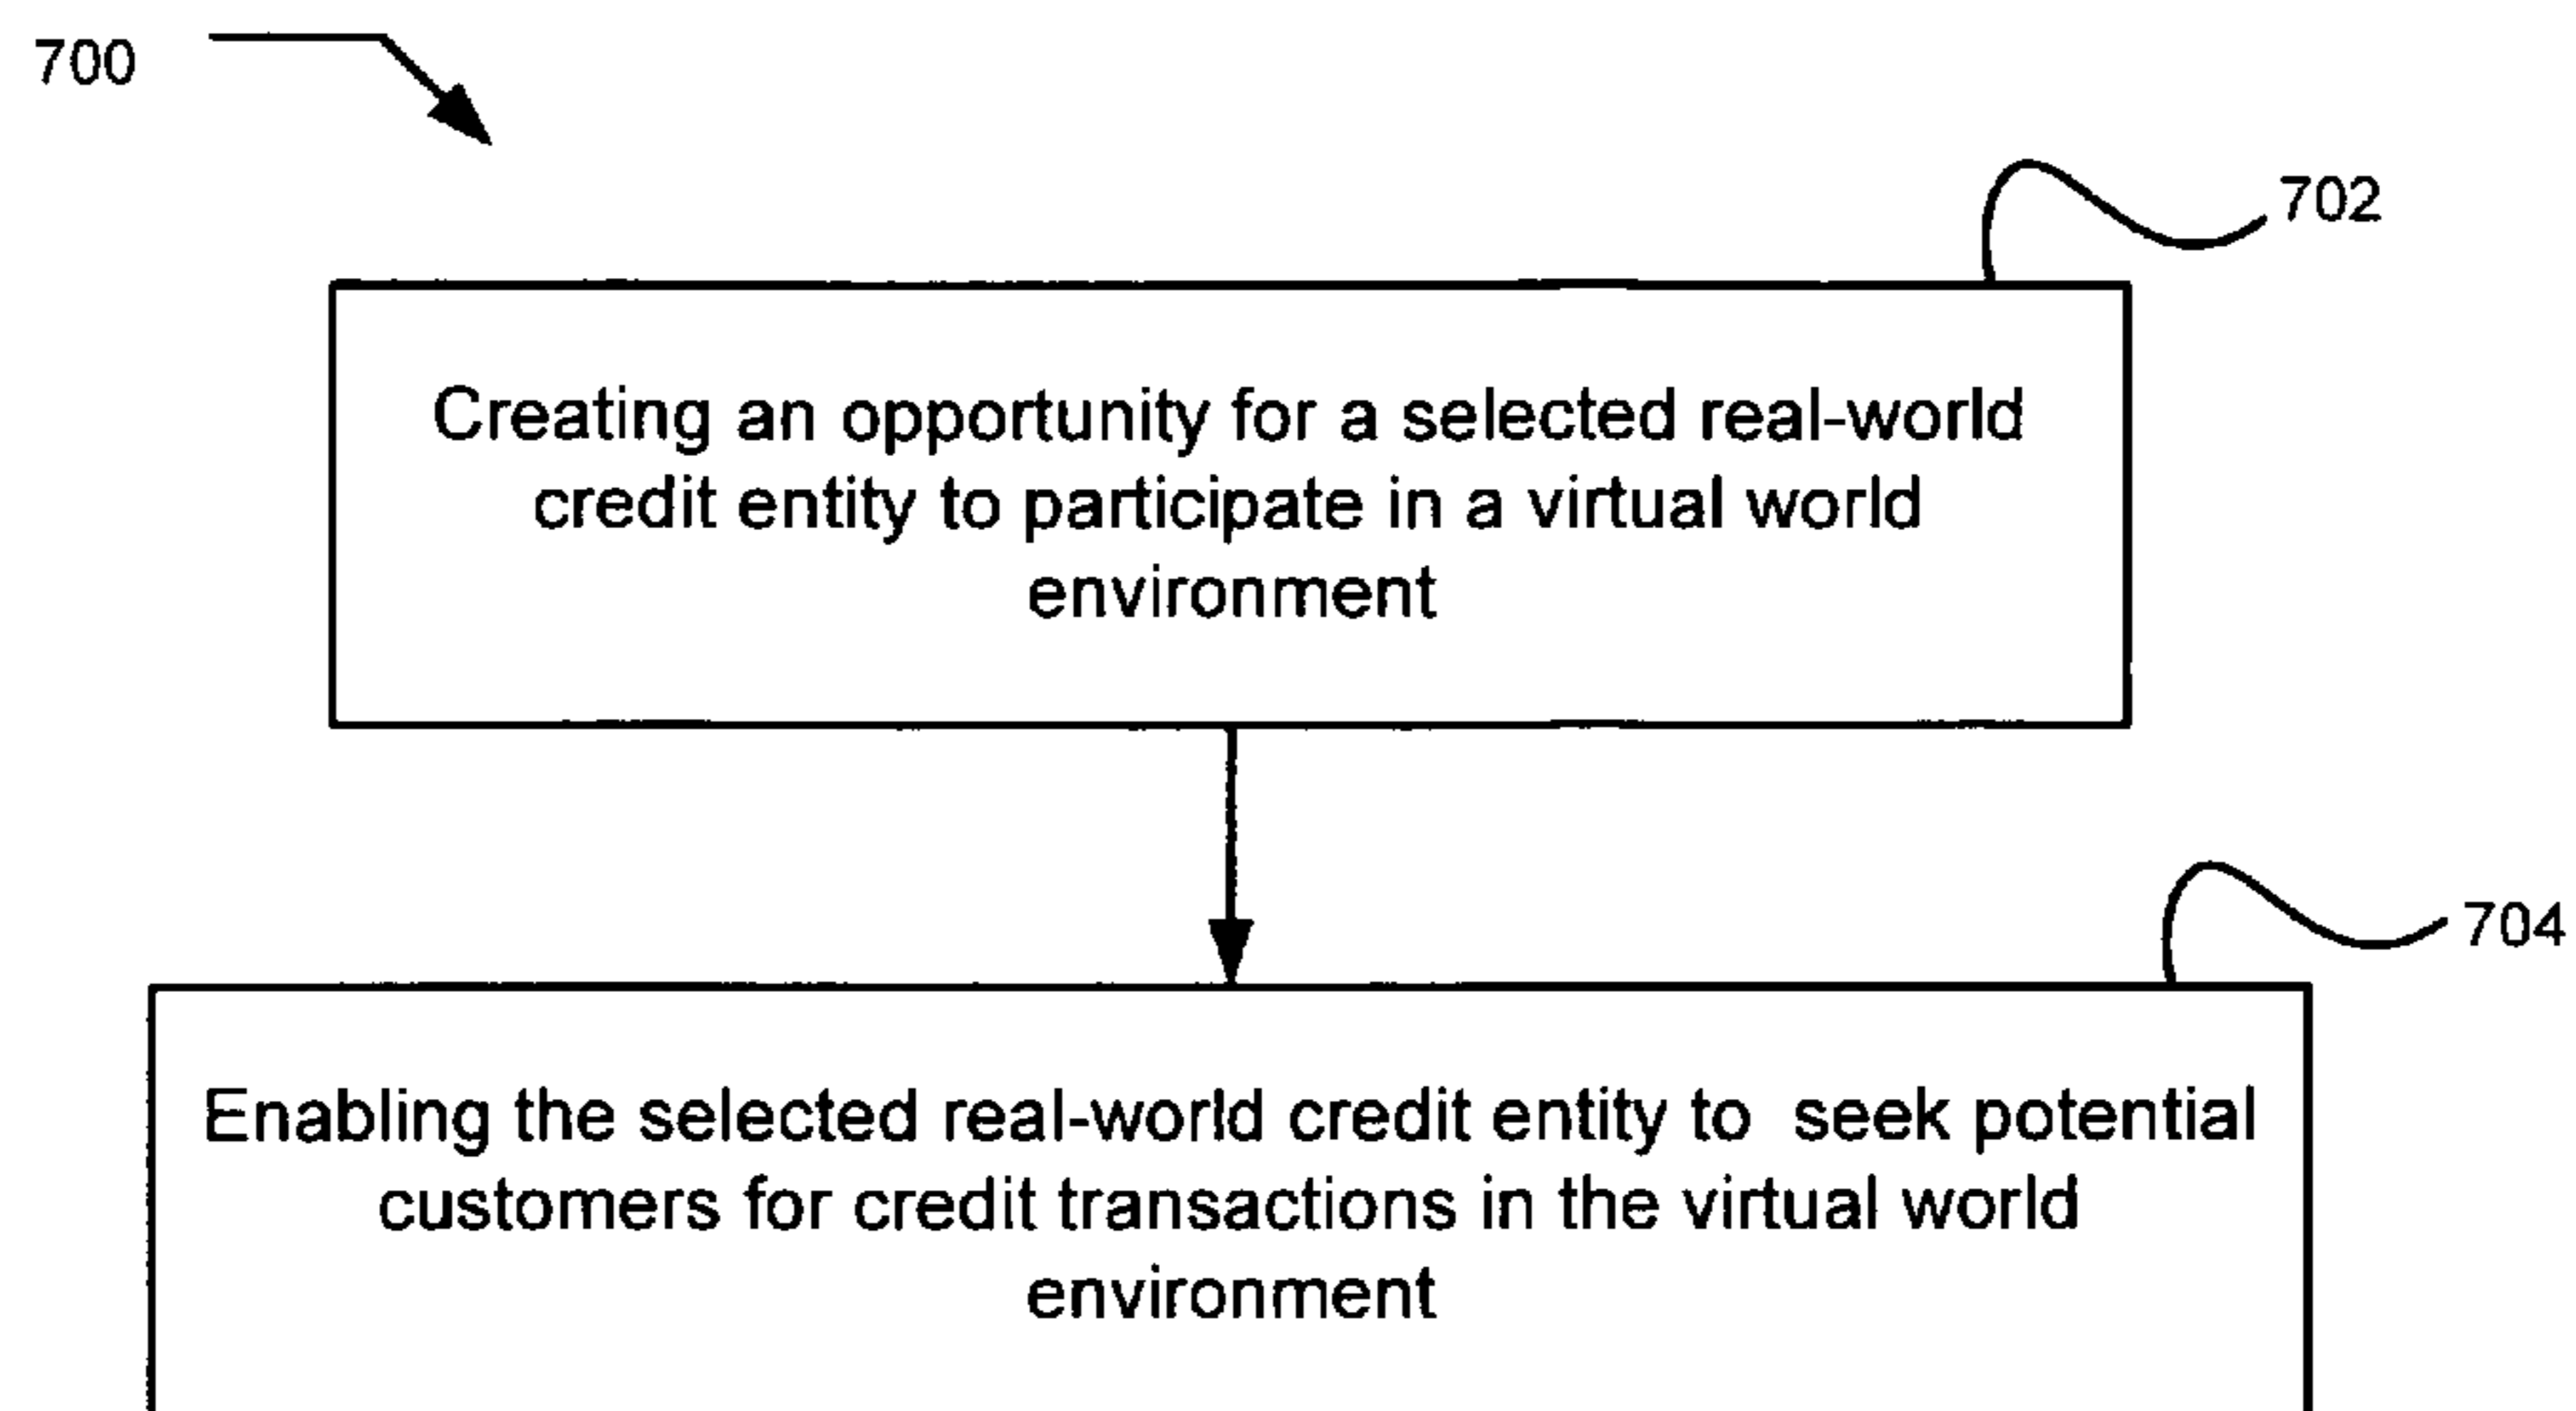 700
702
Creating an opportunity for a selected real-world
credit entity to participate in a virtual world
environment
704
Enabling the selected real-world credit entity to  seek potential
customers for credit transactions in the virtual world
environment